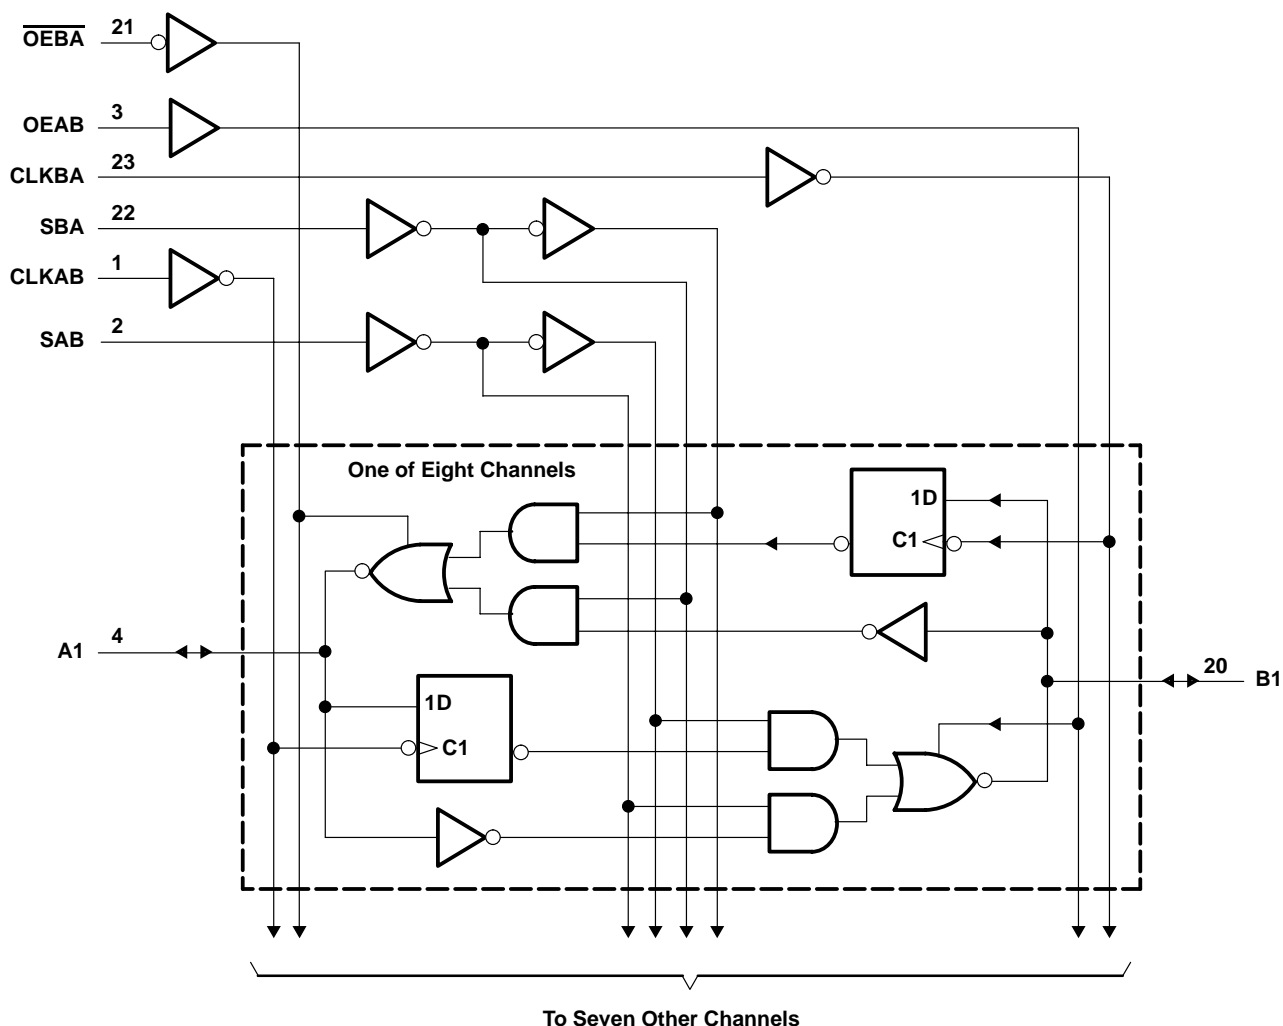 O̅E̅B̅A̅ 21
OEAB 3
CLKBA 23
SBA 22
CLKAB 1
SAB 2
One of Eight Channels
1D
C1
A1 4
20 B1
1D
C1
To Seven Other Channels